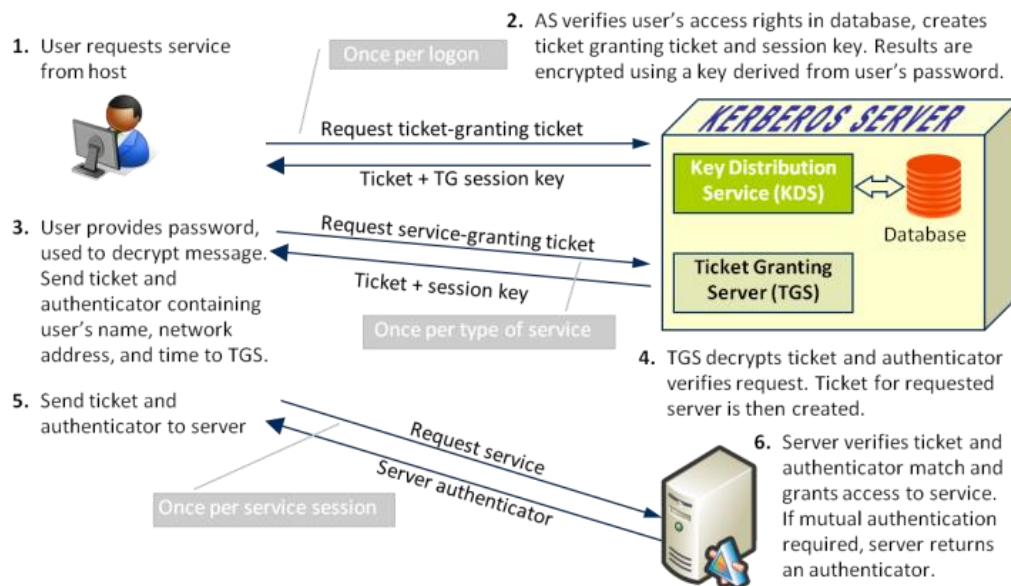 1. User requests service
from host
Once per logon
2. AS verifies user's access rights in database, creates
ticket granting ticket and session key. Results are
encrypted using a key derived from user's password.
Request ticket-granting ticket
Ticket + TG session key
KERBEROS SERVER
Key Distribution
Service (KDS)
Database
Ticket Granting
Server (TGS)
3. User provides password,
used to decrypt message.
Send ticket and
authenticator containing
user's name, network
address, and time to TGS.
Request service-granting ticket
Ticket + session key
Once per type of service
4. TGS decrypts ticket and authenticator
verifies request. Ticket for requested
server is then created.
5. Send ticket and
authenticator to server
Request service
Server authenticator
Once per service session
6. Server verifies ticket and
authenticator match and
grants access to service.
If mutual authentication
required, server returns
an authenticator.